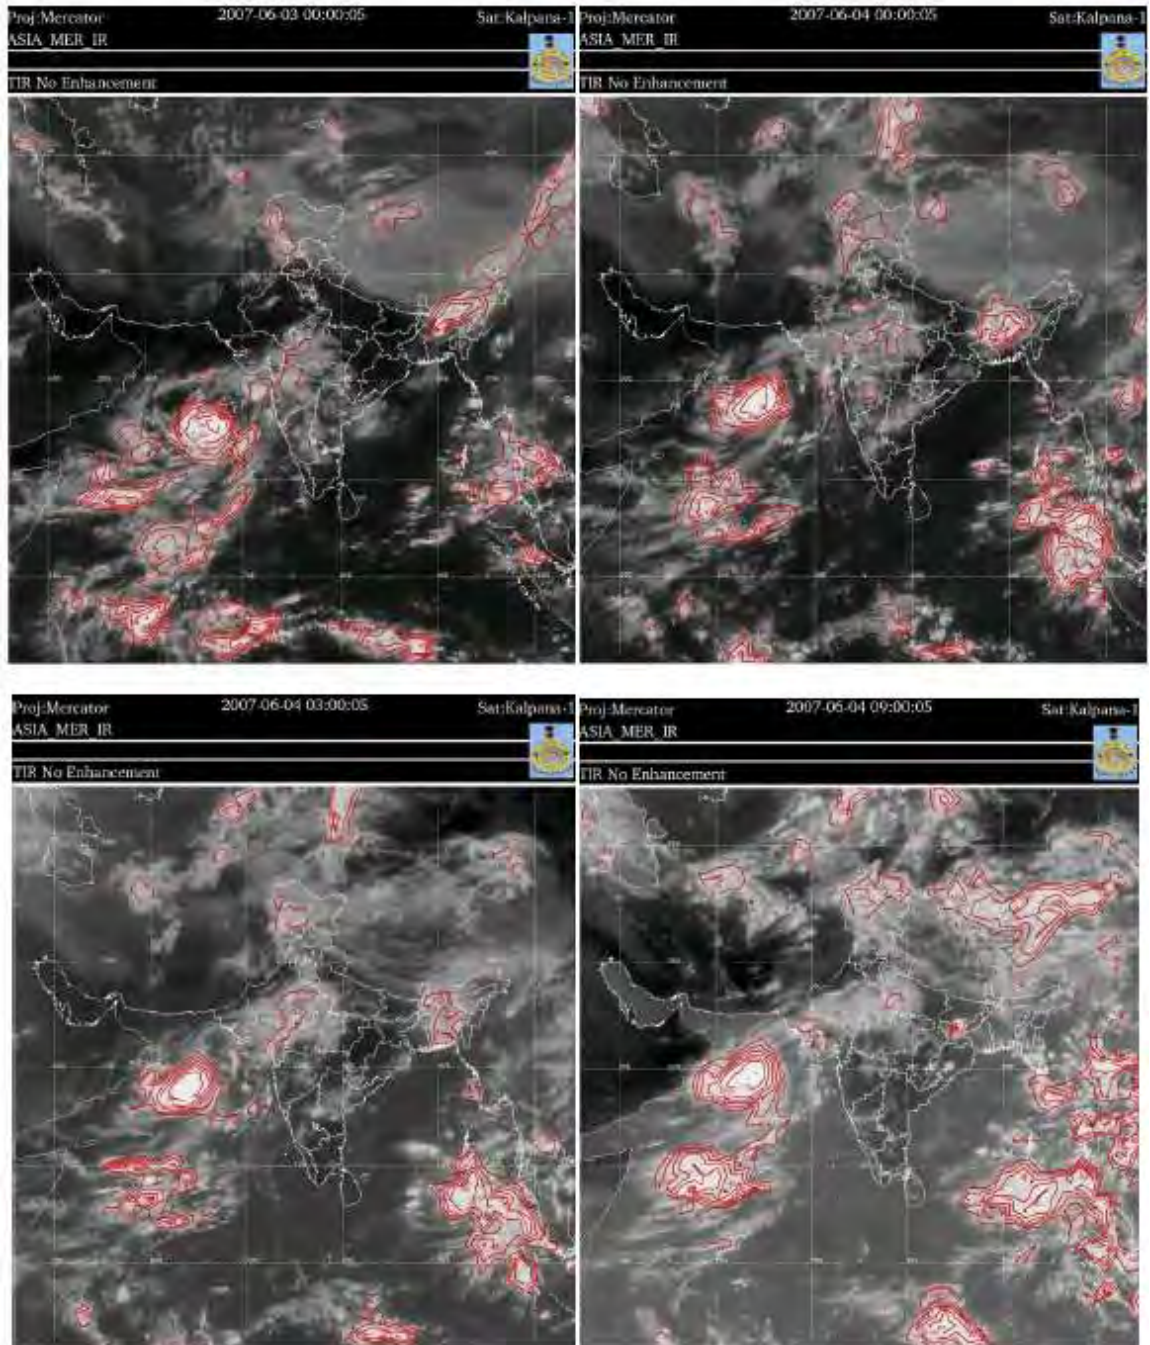 Proj:Mercator 2007-06-03 00:00:05 Sat:Kalpana-1
ASIA_MER_IR
TIR No Enhancement
Proj:Mercator 2007-06-04 00:00:05 Sat:Kalpana-1
ASIA_MER_IR
TIR No Enhancement
Proj:Mercator 2007-06-04 03:00:05 Sat:Kalpana-1
ASIA_MER_IR
TIR No Enhancement
Proj:Mercator 2007-06-04 09:00:05 Sat:Kalpana-1
ASIA_MER_IR
TIR No Enhancement